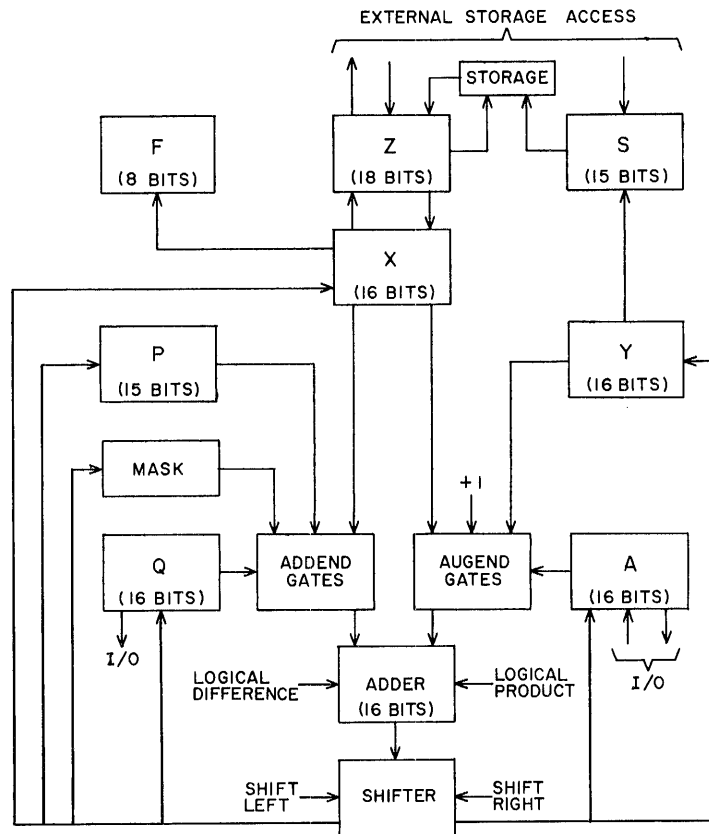 EXTERNAL STORAGE ACCESS
STORAGE
F
(8 BITS)
Z
(18 BITS)
S
(15 BITS)
X
(16 BITS)
P
(15 BITS)
Y
(16 BITS)
MASK
+1
Q
(16 BITS)
ADDEND
GATES
AUGEND
GATES
A
(16 BITS)
I/O
I/O
LOGICAL
DIFFERENCE
ADDER
(16 BITS)
LOGICAL
PRODUCT
SHIFT
LEFT
SHIFTER
SHIFT
RIGHT